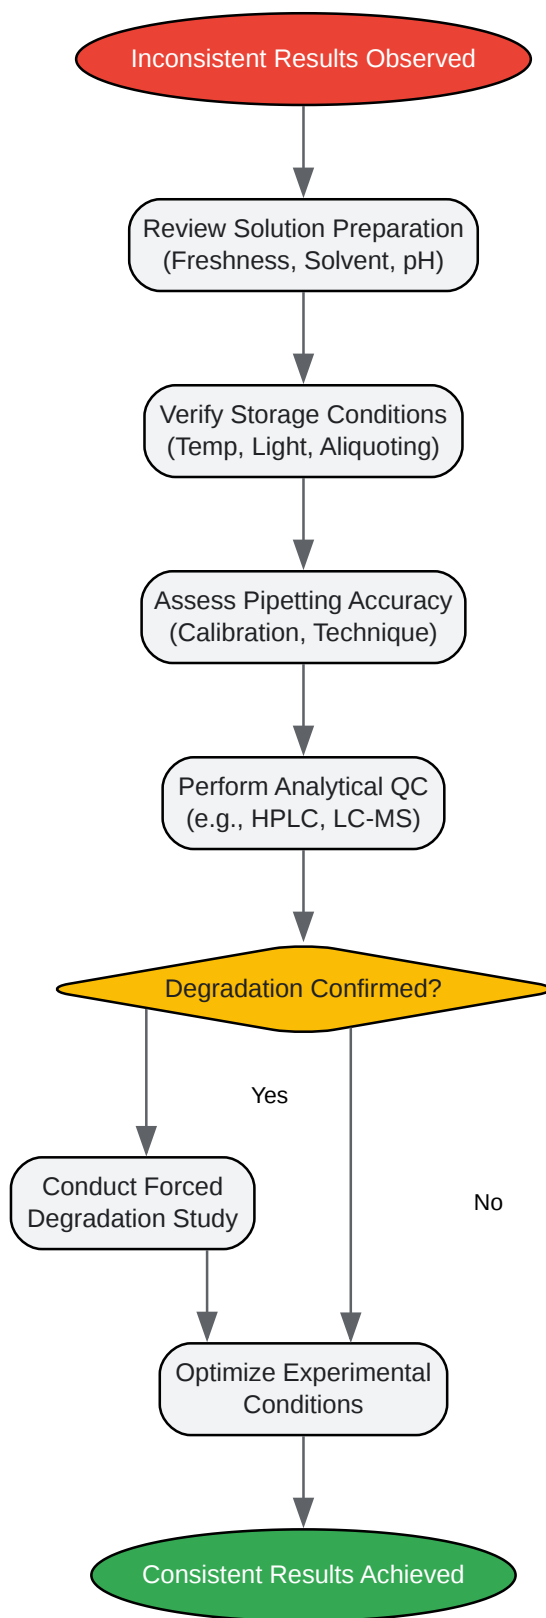 Inconsistent Results Observed
Review Solution Preparation
(Freshness, Solvent, pH)
Verify Storage Conditions
(Temp, Light, Aliquoting)
Assess Pipetting Accuracy
(Calibration, Technique)
Perform Analytical QC
(e.g., HPLC, LC-MS)
Degradation Confirmed?
Yes
Conduct Forced
Degradation Study
No
Optimize Experimental
Conditions
Consistent Results Achieved